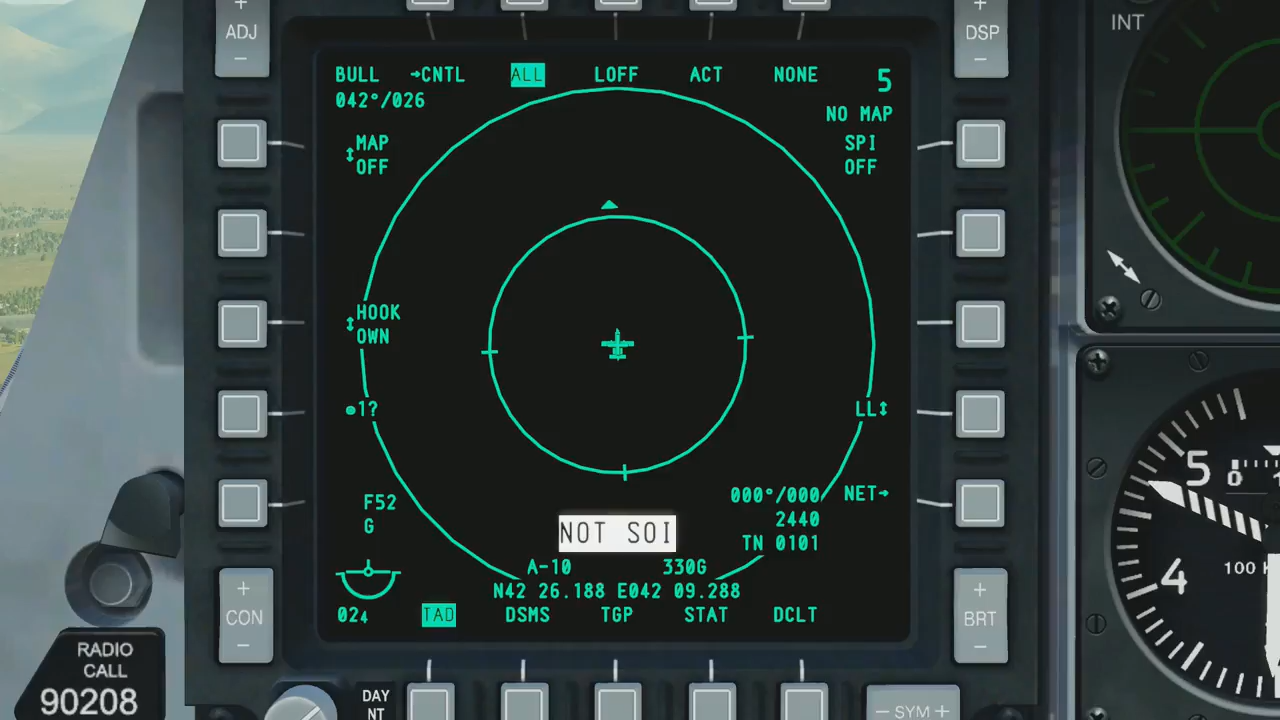 ADJ
DSP
INT
BULL →CNTL ALL LOFF ACT NONE 5
042°/026
NO MAP
↕MAP
OFF
SPI
OFF
↕HOOK
OWN
1?
LL↕
F52
G
000°/000
NET→
2440
TN 0101
NOT SOI
A-10 330G
N42 26.188 E042 09.288
024
TAD DSMS TGP STAT DCLT
CON
BRT
RADIO
CALL
90208
DAY
NT
− SYM +
5
0
4
100